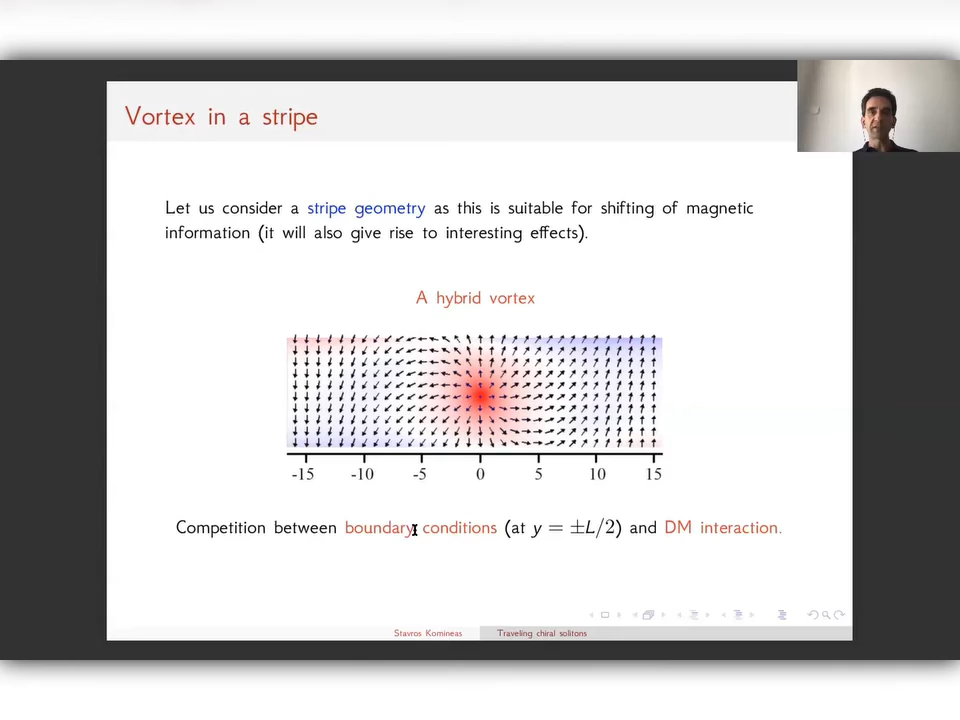 Vortex in a stripe
Let us consider a stripe geometry as this is suitable for shifting of magnetic
information (it will also give rise to interesting effects).
A hybrid vortex
-15 -10 -5 0 5 10 15
Competition between boundary conditions (at y = ±L/2) and DM interaction.
Stavros Komineas Traveling chiral solitons